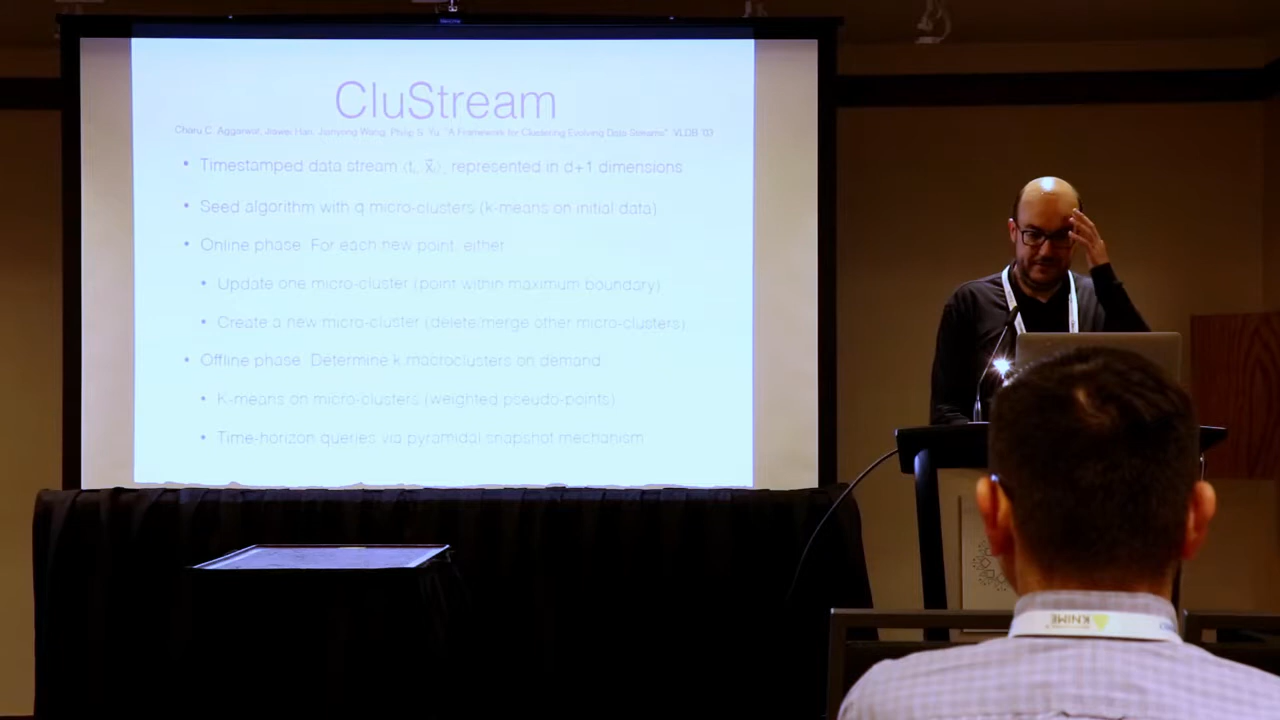 CluStream
Charu C. Aggarwal, Jiawei Han, Jianyong Wang, Philip S. Yu. "A Framework for Clustering Evolving Data Streams" VLDB '03
• Timestamped data stream (tᵢ, x⃗ᵢ), represented in d+1 dimensions
• Seed algorithm with q micro-clusters (k-means on initial data)
• Online phase. For each new point, either
• Update one micro-cluster (point within maximum boundary)
• Create a new micro-cluster (delete/merge other micro-clusters)
• Offline phase. Determine k macroclusters on demand
• K-means on micro-clusters (weighted pseudo-points)
• Time-horizon queries via pyramidal snapshot mechanism
KNIME